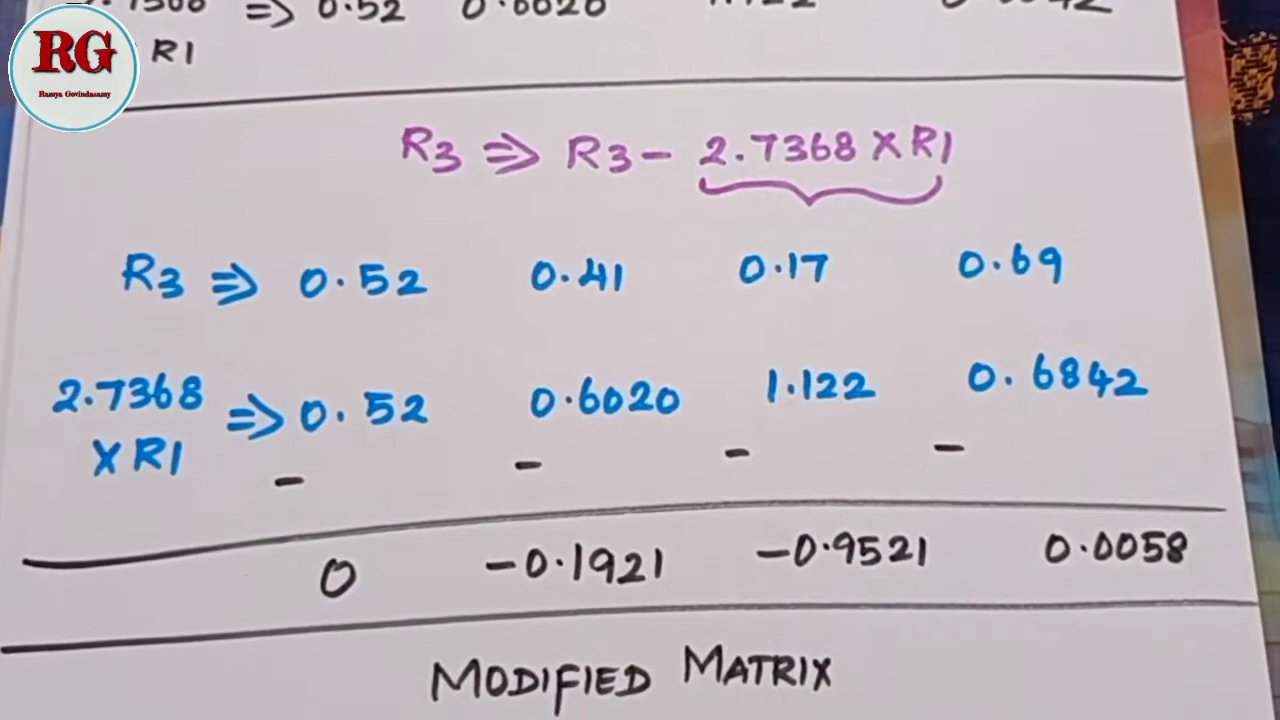 => 0.52
RG
Ramya Govindasamy
R1
R3 => R3 - 2.7368 X R1
R3 => 0.52 0.41 0.17 0.69
2.7368 X R1 => 0.52 0.6020 1.122 0.6842
- - - -
0 -0.1921 -0.9521 0.0058
MODIFIED MATRIX